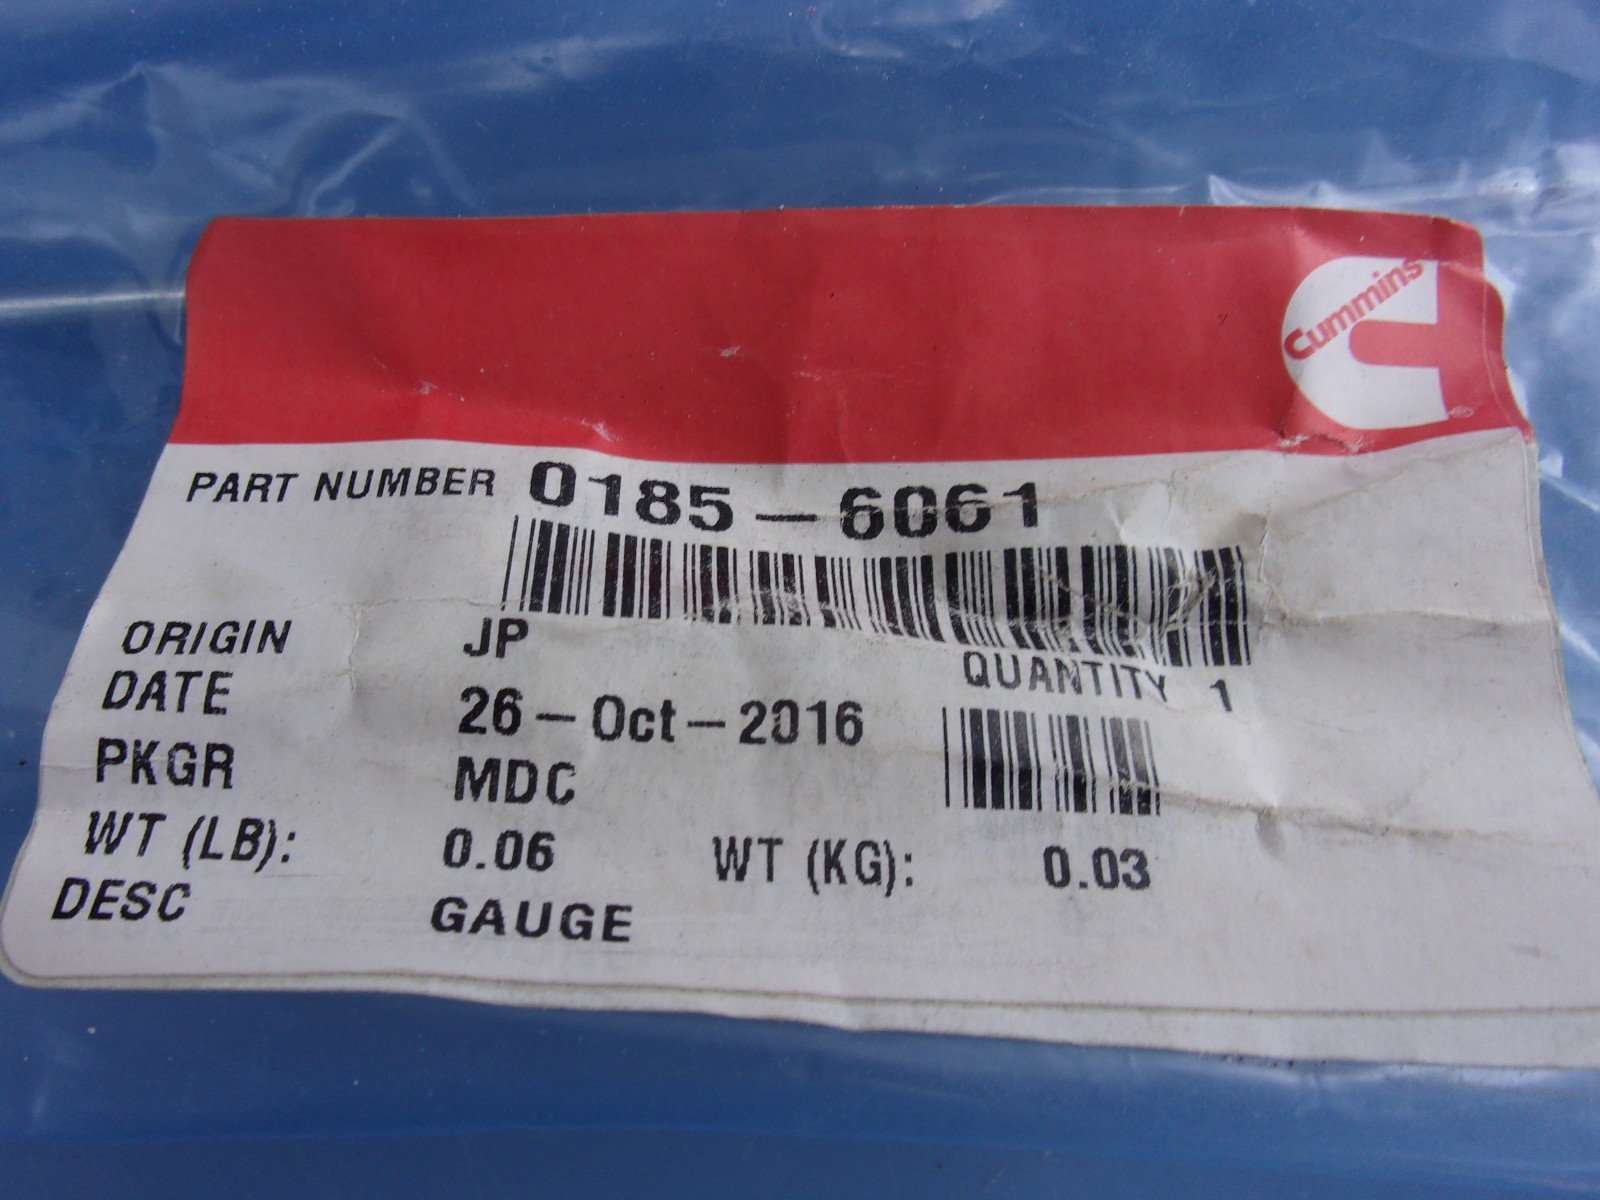 Cummins
PART NUMBER 0185-6061
ORIGIN JP
QUANTITY 1
DATE 26-Oct-2016
PKGR MDC
WT (LB): 0.06 WT (KG): 0.03
DESC GAUGE